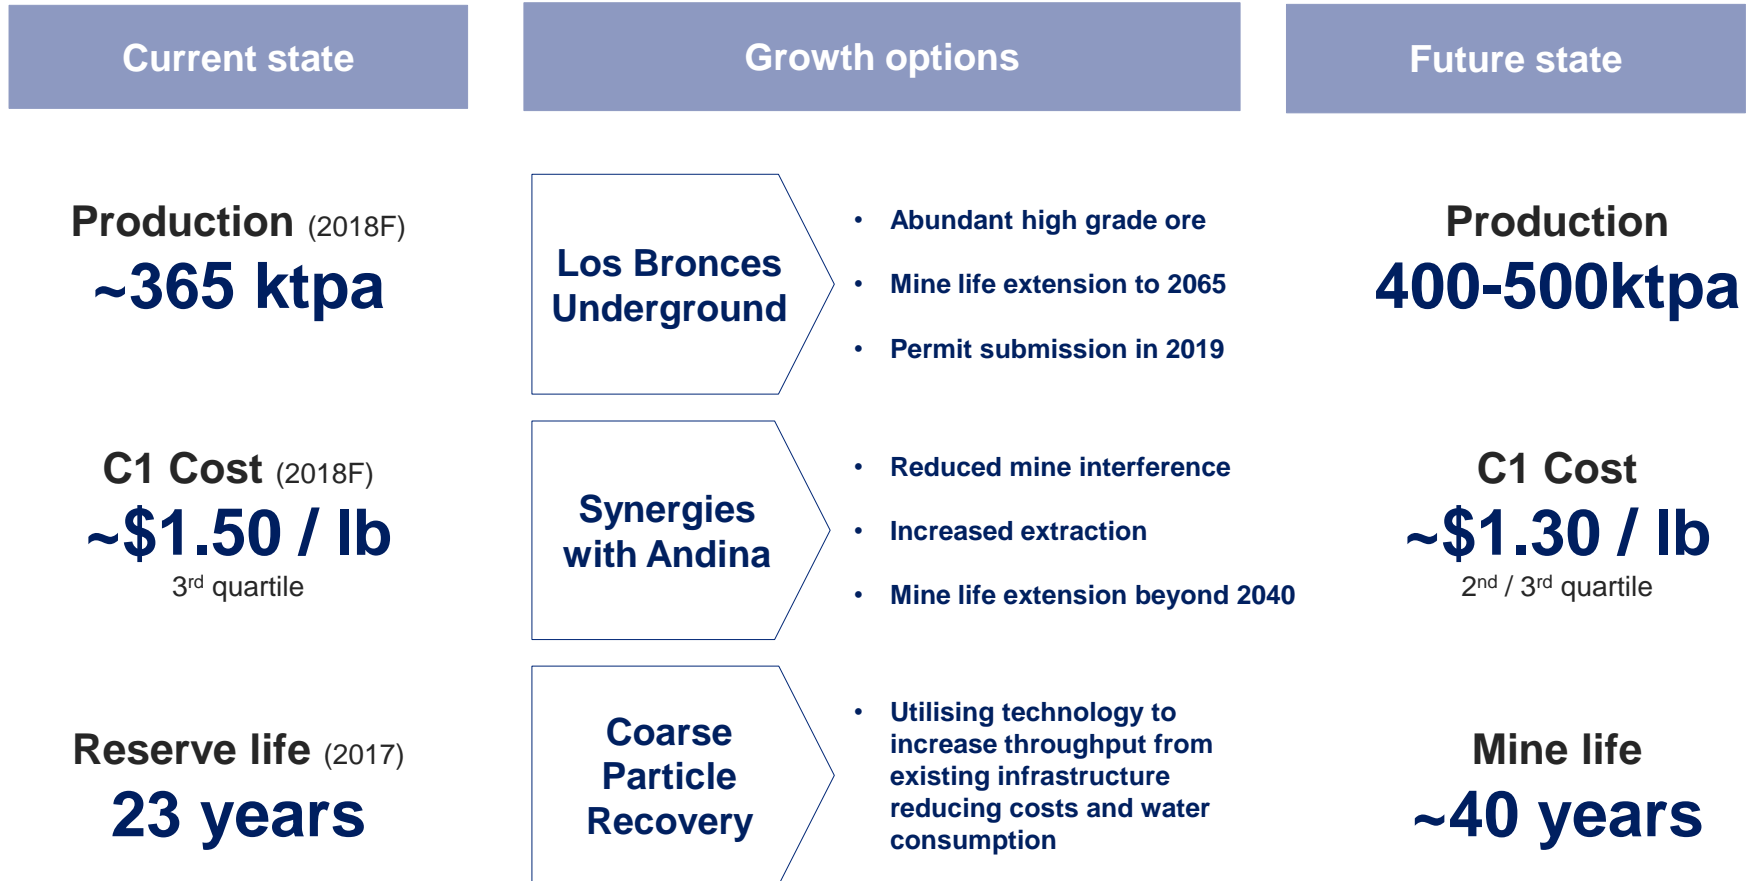 Current state
Production (2018F)
~365 ktpa
C1 Cost (2018F)
~$1.50 / lb
3rd quartile
Reserve life (2017)
23 years
Growth options
Los Bronces
Underground
• Abundant high grade ore
• Mine life extension to 2065
• Permit submission in 2019
Synergies
with Andina
• Reduced mine interference
• Increased extraction
• Mine life extension beyond 2040
Coarse
Particle
Recovery
• Utilising technology to
increase throughput from
existing infrastructure
reducing costs and water
consumption
Future state
Production
400-500ktpa
C1 Cost
~$1.30 / lb
2nd / 3rd quartile
Mine life
~40 years